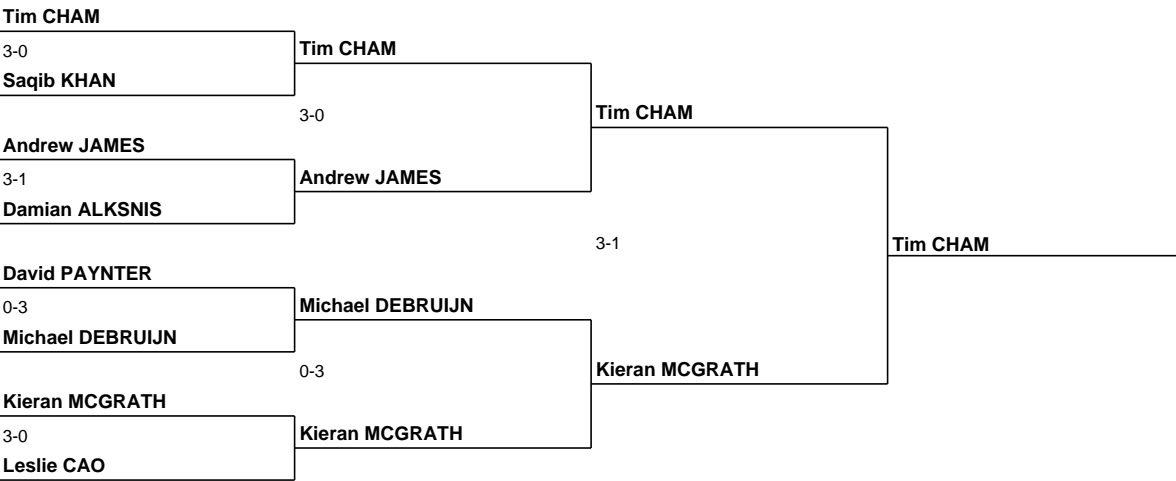 Tim CHAM
3-0
Saqib KHAN
Andrew JAMES
3-1
Damian ALKSNIS
David PAYNTER
0-3
Michael DEBRUIJN
Kieran MCGRATH
3-0
Leslie CAO
Tim CHAM
3-0
Andrew JAMES
Michael DEBRUIJN
0-3
Kieran MCGRATH
Tim CHAM
3-1
Kieran MCGRATH
Tim CHAM